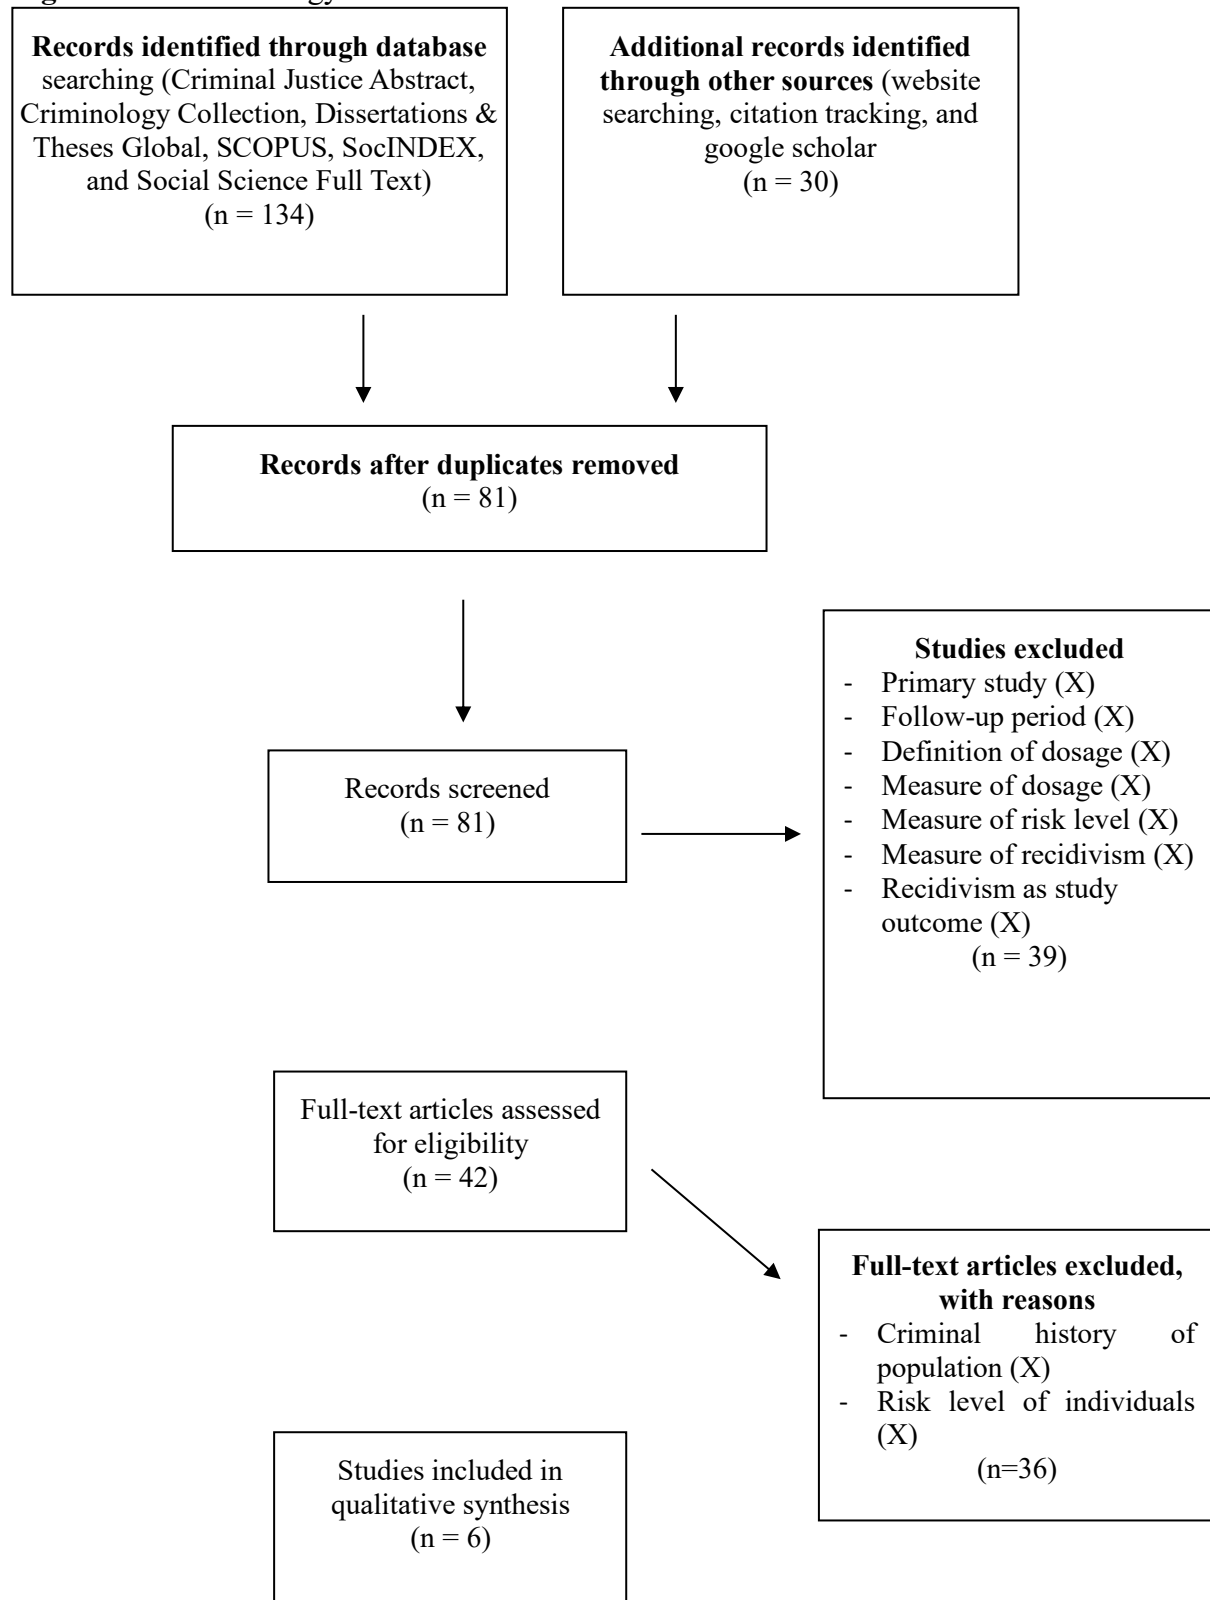 Records identified through database
searching (Criminal Justice Abstract,
Criminology Collection, Dissertations &
Theses Global, SCOPUS, SocINDEX,
and Social Science Full Text)
(n = 134)
Additional records identified
through other sources (website
searching, citation tracking, and
google scholar
(n = 30)
Records after duplicates removed
(n = 81)
Records screened
(n = 81)
Studies excluded
- Primary study (X)
- Follow-up period (X)
- Definition of dosage (X)
- Measure of dosage (X)
- Measure of risk level (X)
- Measure of recidivism (X)
- Recidivism as study
outcome (X)
(n = 39)
Full-text articles assessed
for eligibility
(n = 42)
Full-text articles excluded,
with reasons
- Criminal history of
population (X)
- Risk level of individuals
(X)
(n=36)
Studies included in
qualitative synthesis
(n = 6)